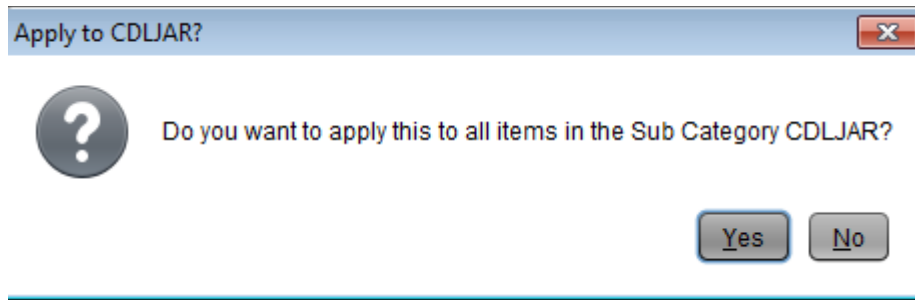 Apply to CDLJAR?
Do you want to apply this to all items in the Sub Category CDLJAR?
Yes No